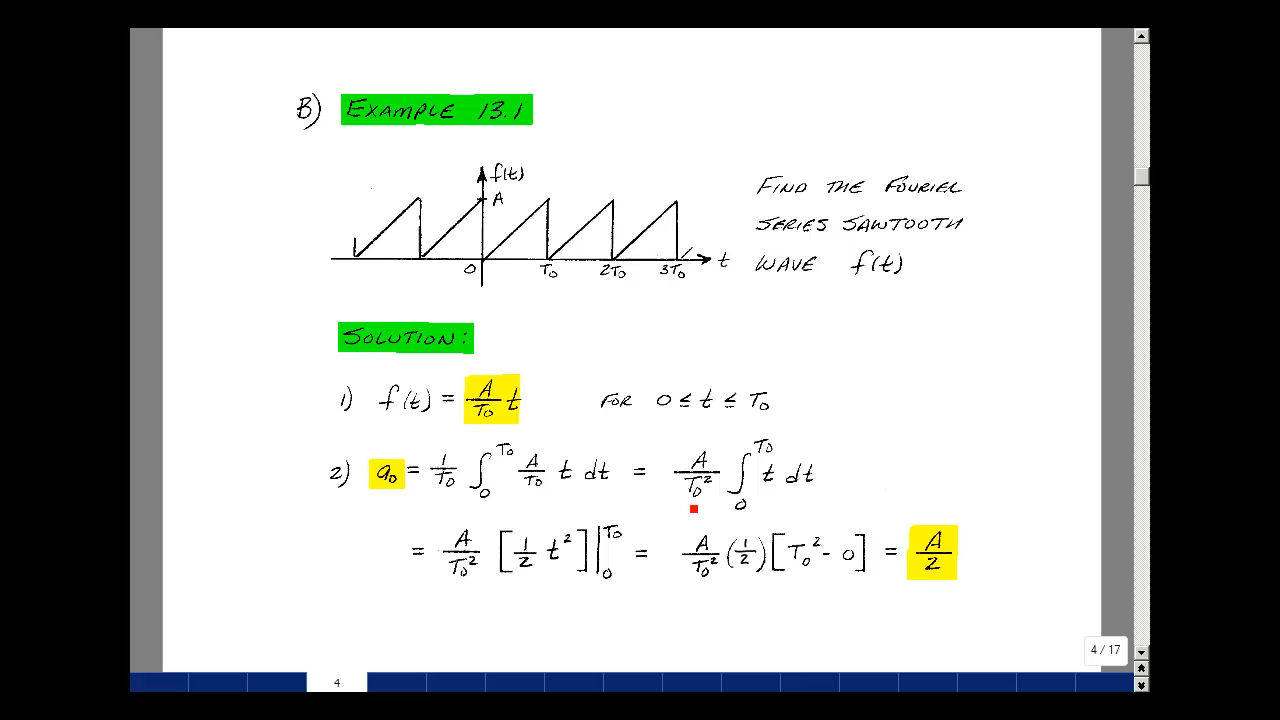 B) EXAMPLE 13.1
f(t)
A
0 T₀ 2T₀ 3T₀ t
FIND THE FOURIER
SERIES SAWTOOTH
WAVE f(t)
SOLUTION:
1) f(t) = A/T₀ t FOR 0 ≤ t ≤ T₀
2) a₀ = 1/T₀ ∫₀^T₀ A/T₀ t dt = A/T₀² ∫₀^T₀ t dt
= A/T₀² [1/2 t²]|₀^T₀ = A/T₀² (1/2) [T₀² - 0] = A/2
4 / 17
4